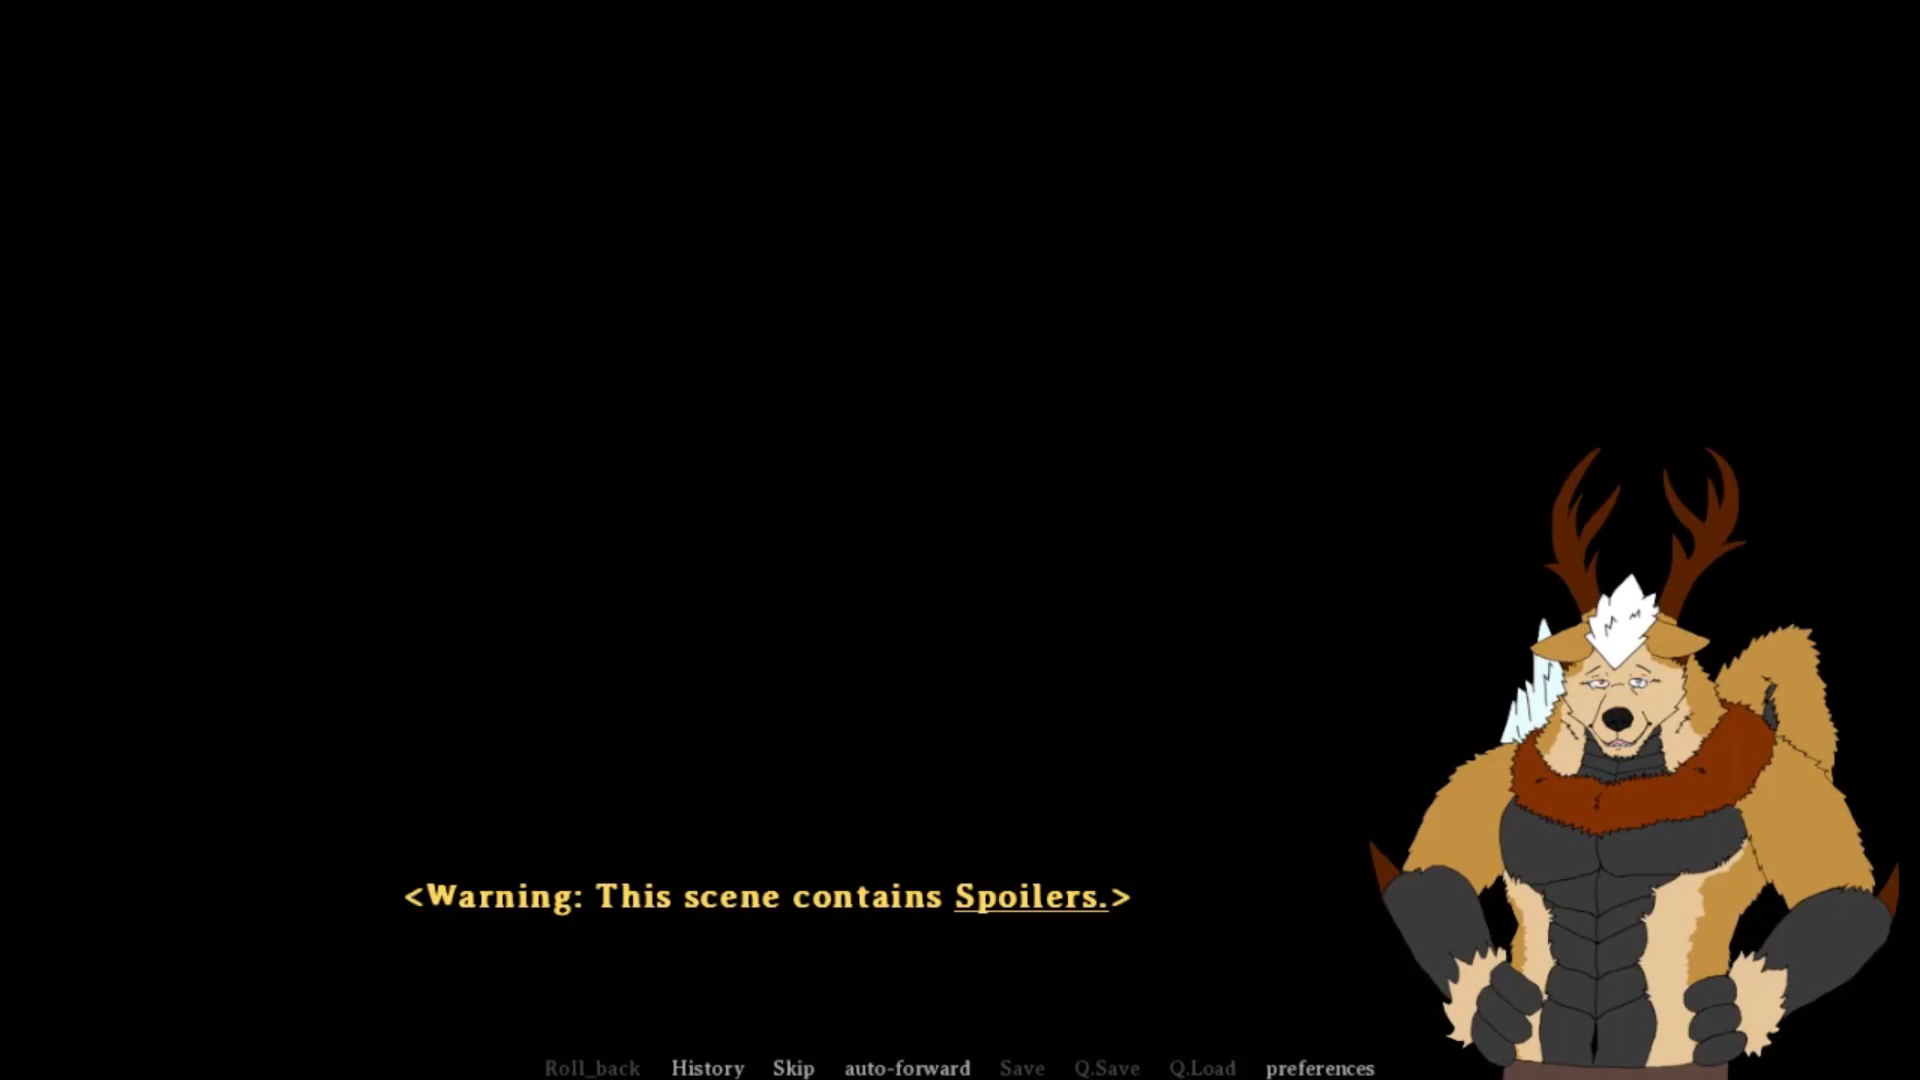 <Warning: This scene contains Spoilers.>
Roll_back History Skip auto-forward Save Q.Save Q.Load preferences